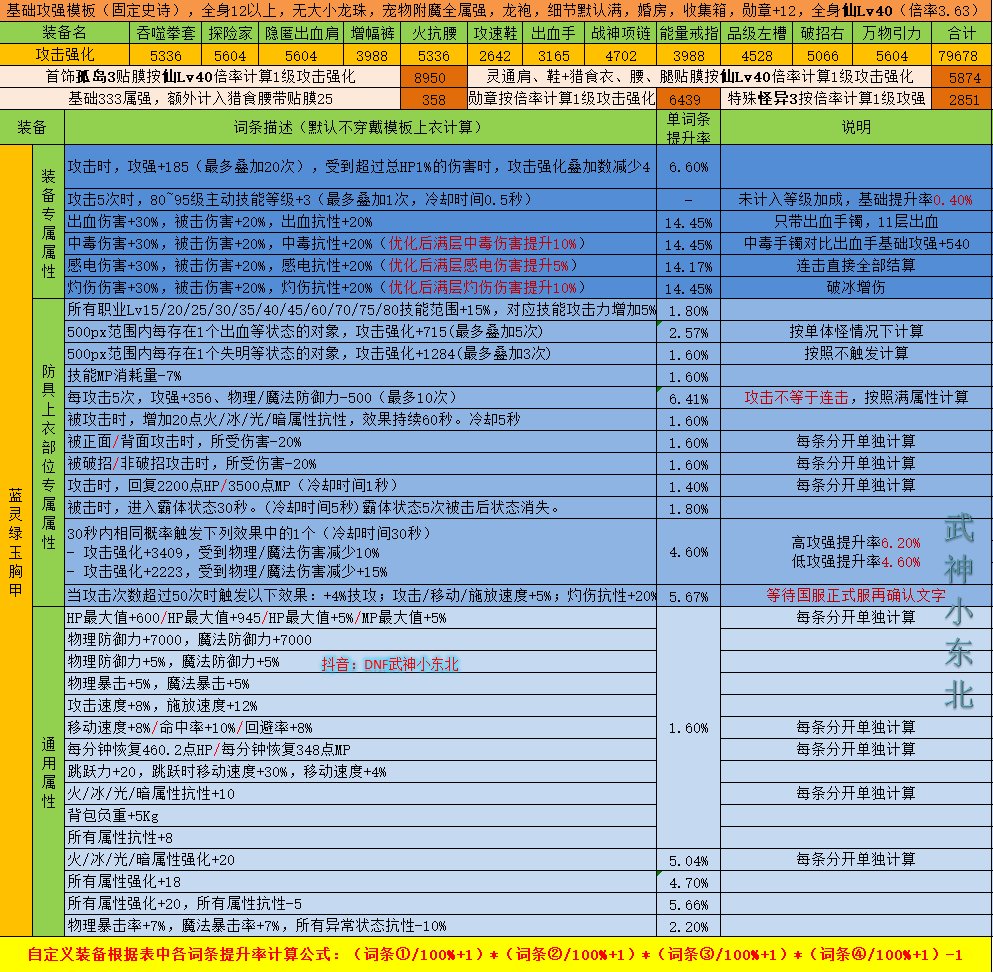 基础攻强模板（固定史诗），全身12以上，无大小龙珠，宠物附魔全属强，龙袍，细节默认满，婚房，收集箱，勋章+12，全身仙Lv40（倍率3.63）
装备名 吞噬拳套 探险家 隐匿出血肩 增幅裤 火抗腰 攻速鞋 出血手 战神项链 能量戒指 品级左槽 破招右 万物引力 合计
攻击强化 5336 5604 5604 3988 5336 2642 3165 4702 3988 4528 5066 5604 79678
首饰孤岛3贴膜按仙Lv40倍率计算1级攻击强化 8950 灵通肩、鞋+猎食衣、腰、腿贴膜按仙Lv40倍率计算1级攻击强化 5874
基础333属强，额外计入猎食腰带贴膜25 358 勋章按倍率计算1级攻击强化 6439 特殊怪异3按倍率计算1级攻强 2851
装备 词条描述（默认不穿戴模板上衣计算） 单词条提升率 说明
蓝灵绿玉胸甲
装备专属属性
攻击时，攻强+185（最多叠加20次），受到超过总HP1%的伤害时，攻击强化叠加数减少4 6.60%
攻击5次时，80~95级主动技能等级+3（最多叠加1次，冷却时间0.5秒） - 未计入等级加成，基础提升率0.40%
出血伤害+30%，被击伤害+20%，出血抗性+20% 14.45% 只带出血手镯，11层出血
中毒伤害+30%，被击伤害+20%，中毒抗性+20%（优化后满层中毒伤害提升10%） 14.45% 中毒手镯对比出血手基础攻强+540
感电伤害+30%，被击伤害+20%，感电抗性+20%（优化后满层感电伤害提升5%） 14.17% 连击直接全部结算
灼伤伤害+30%，被击伤害+20%，灼伤抗性+20%（优化后满层灼伤伤害提升10%） 14.45% 破冰增伤
防具上衣部位专属属性
所有职业Lv15/20/25/30/35/40/45/60/70/75/80技能范围+15%，对应技能攻击力增加5% 1.80%
500px范围内每存在1个出血等状态的对象，攻击强化+715(最多叠加5次) 2.57% 按单体怪情况下计算
500px范围内每存在1个失明等状态的对象，攻击强化+1284(最多叠加3次) 1.60% 按照不触发计算
技能MP消耗量-7% 1.60%
每攻击5次，攻强+356、物理/魔法防御力-500（最多10次） 6.41% 攻击不等于连击，按照满属性计算
被攻击时，增加20点火/冰/光/暗属性抗性，效果持续60秒。冷却5秒 1.60%
被正面/背面攻击时，所受伤害-20% 1.60% 每条分开单独计算
被破招/非破招攻击时，所受伤害-20% 1.60% 每条分开单独计算
攻击时，回复2200点HP/3500点MP（冷却时间1秒） 1.40% 每条分开单独计算
被击时，进入霸体状态30秒。(冷却时间5秒)霸体状态5次被击后状态消失。 1.80%
30秒内相同概率触发下列效果中的1个（冷却时间30秒）
- 攻击强化+3409，受到物理/魔法伤害减少10% 4.60% 高攻强提升率6.20%
- 攻击强化+2223，受到物理/魔法伤害减少+15% 低攻强提升率4.60%
当攻击次数超过50次时触发以下效果：+4%技攻；攻击/移动/施放速度+5%；灼伤抗性+20% 5.67% 等待国服正式服再确认文字
通用属性
HP最大值+600/HP最大值+945/HP最大值+5%/MP最大值+5% 每条分开单独计算
物理防御力+7000，魔法防御力+7000
物理防御力+5%，魔法防御力+5% 抖音：DNF武神小东北
物理暴击+5%，魔法暴击+5%
攻击速度+8%，施放速度+12%
移动速度+8%/命中率+10%/回避率+8% 1.60% 每条分开单独计算
每分钟恢复460.2点HP/每分钟恢复348点MP 每条分开单独计算
跳跃力+20，跳跃时移动速度+30%，移动速度+4%
火/冰/光/暗属性抗性+10 每条分开单独计算
背包负重+5Kg
所有属性抗性+8
火/冰/光/暗属性强化+20 5.04% 每条分开单独计算
所有属性强化+18 4.70%
所有属性强化+20，所有属性抗性-5 5.66%
物理暴击率+7%，魔法暴击率+7%，所有异常状态抗性-10% 2.20%
武神小东北
自定义装备根据表中各词条提升率计算公式：（词条①/100%+1）*（词条②/100%+1）*（词条③/100%+1）*（词条④/100%+1）-1